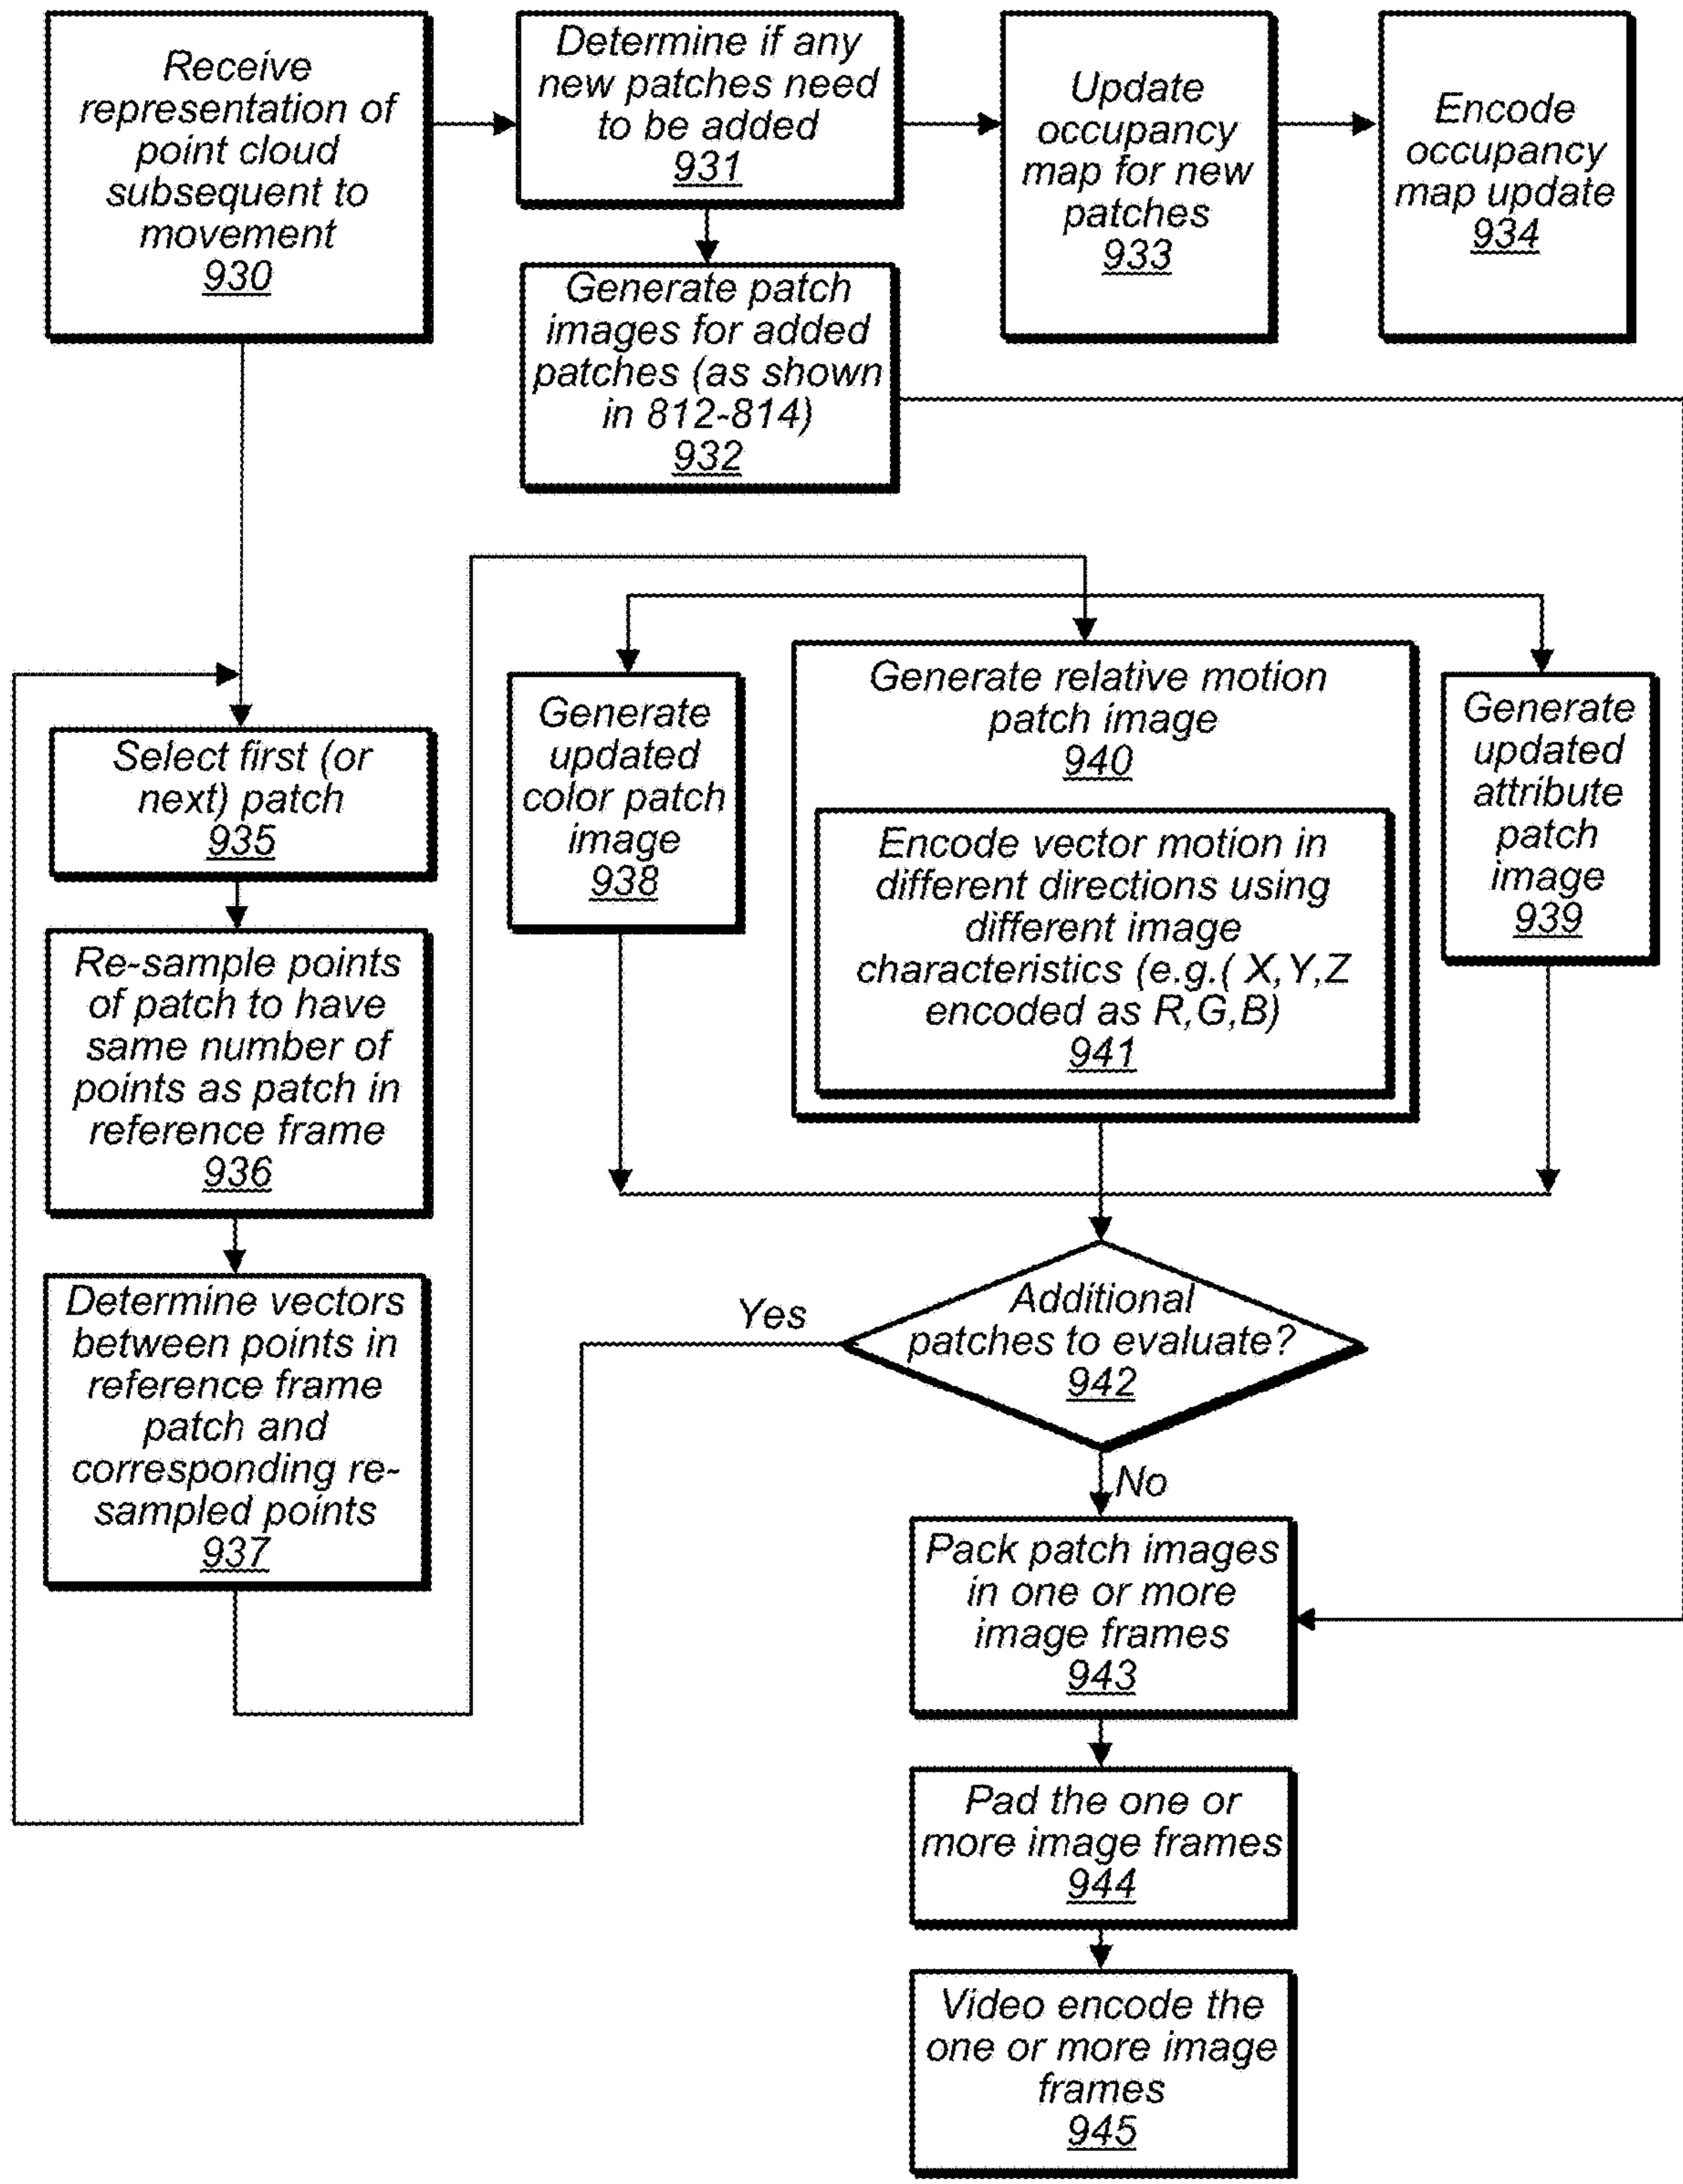 Receive
representation of
point cloud
subsequent to
movement
930
Determine if any
new patches need
to be added
931
Update
occupancy
map for new
patches
933
Encode
occupancy
map update
934
Generate patch
images for added
patches (as shown
in 812-814)
932
Select first (or
next) patch
935
Re-sample points
of patch to have
same number of
points as patch in
reference frame
936
Determine vectors
between points in
reference frame
patch and
corresponding re-
sampled points
937
Generate
updated
color patch
image
938
Generate relative motion
patch image
940
Encode vector motion in
different directions using
different image
characteristics (e.g.( X,Y,Z
encoded as R,G,B)
941
Generate
updated
attribute
patch
image
939
Additional
patches to evaluate?
942
Yes
No
Pack patch images
in one or more
image frames
943
Pad the one or
more image frames
944
Video encode the
one or more image
frames
945